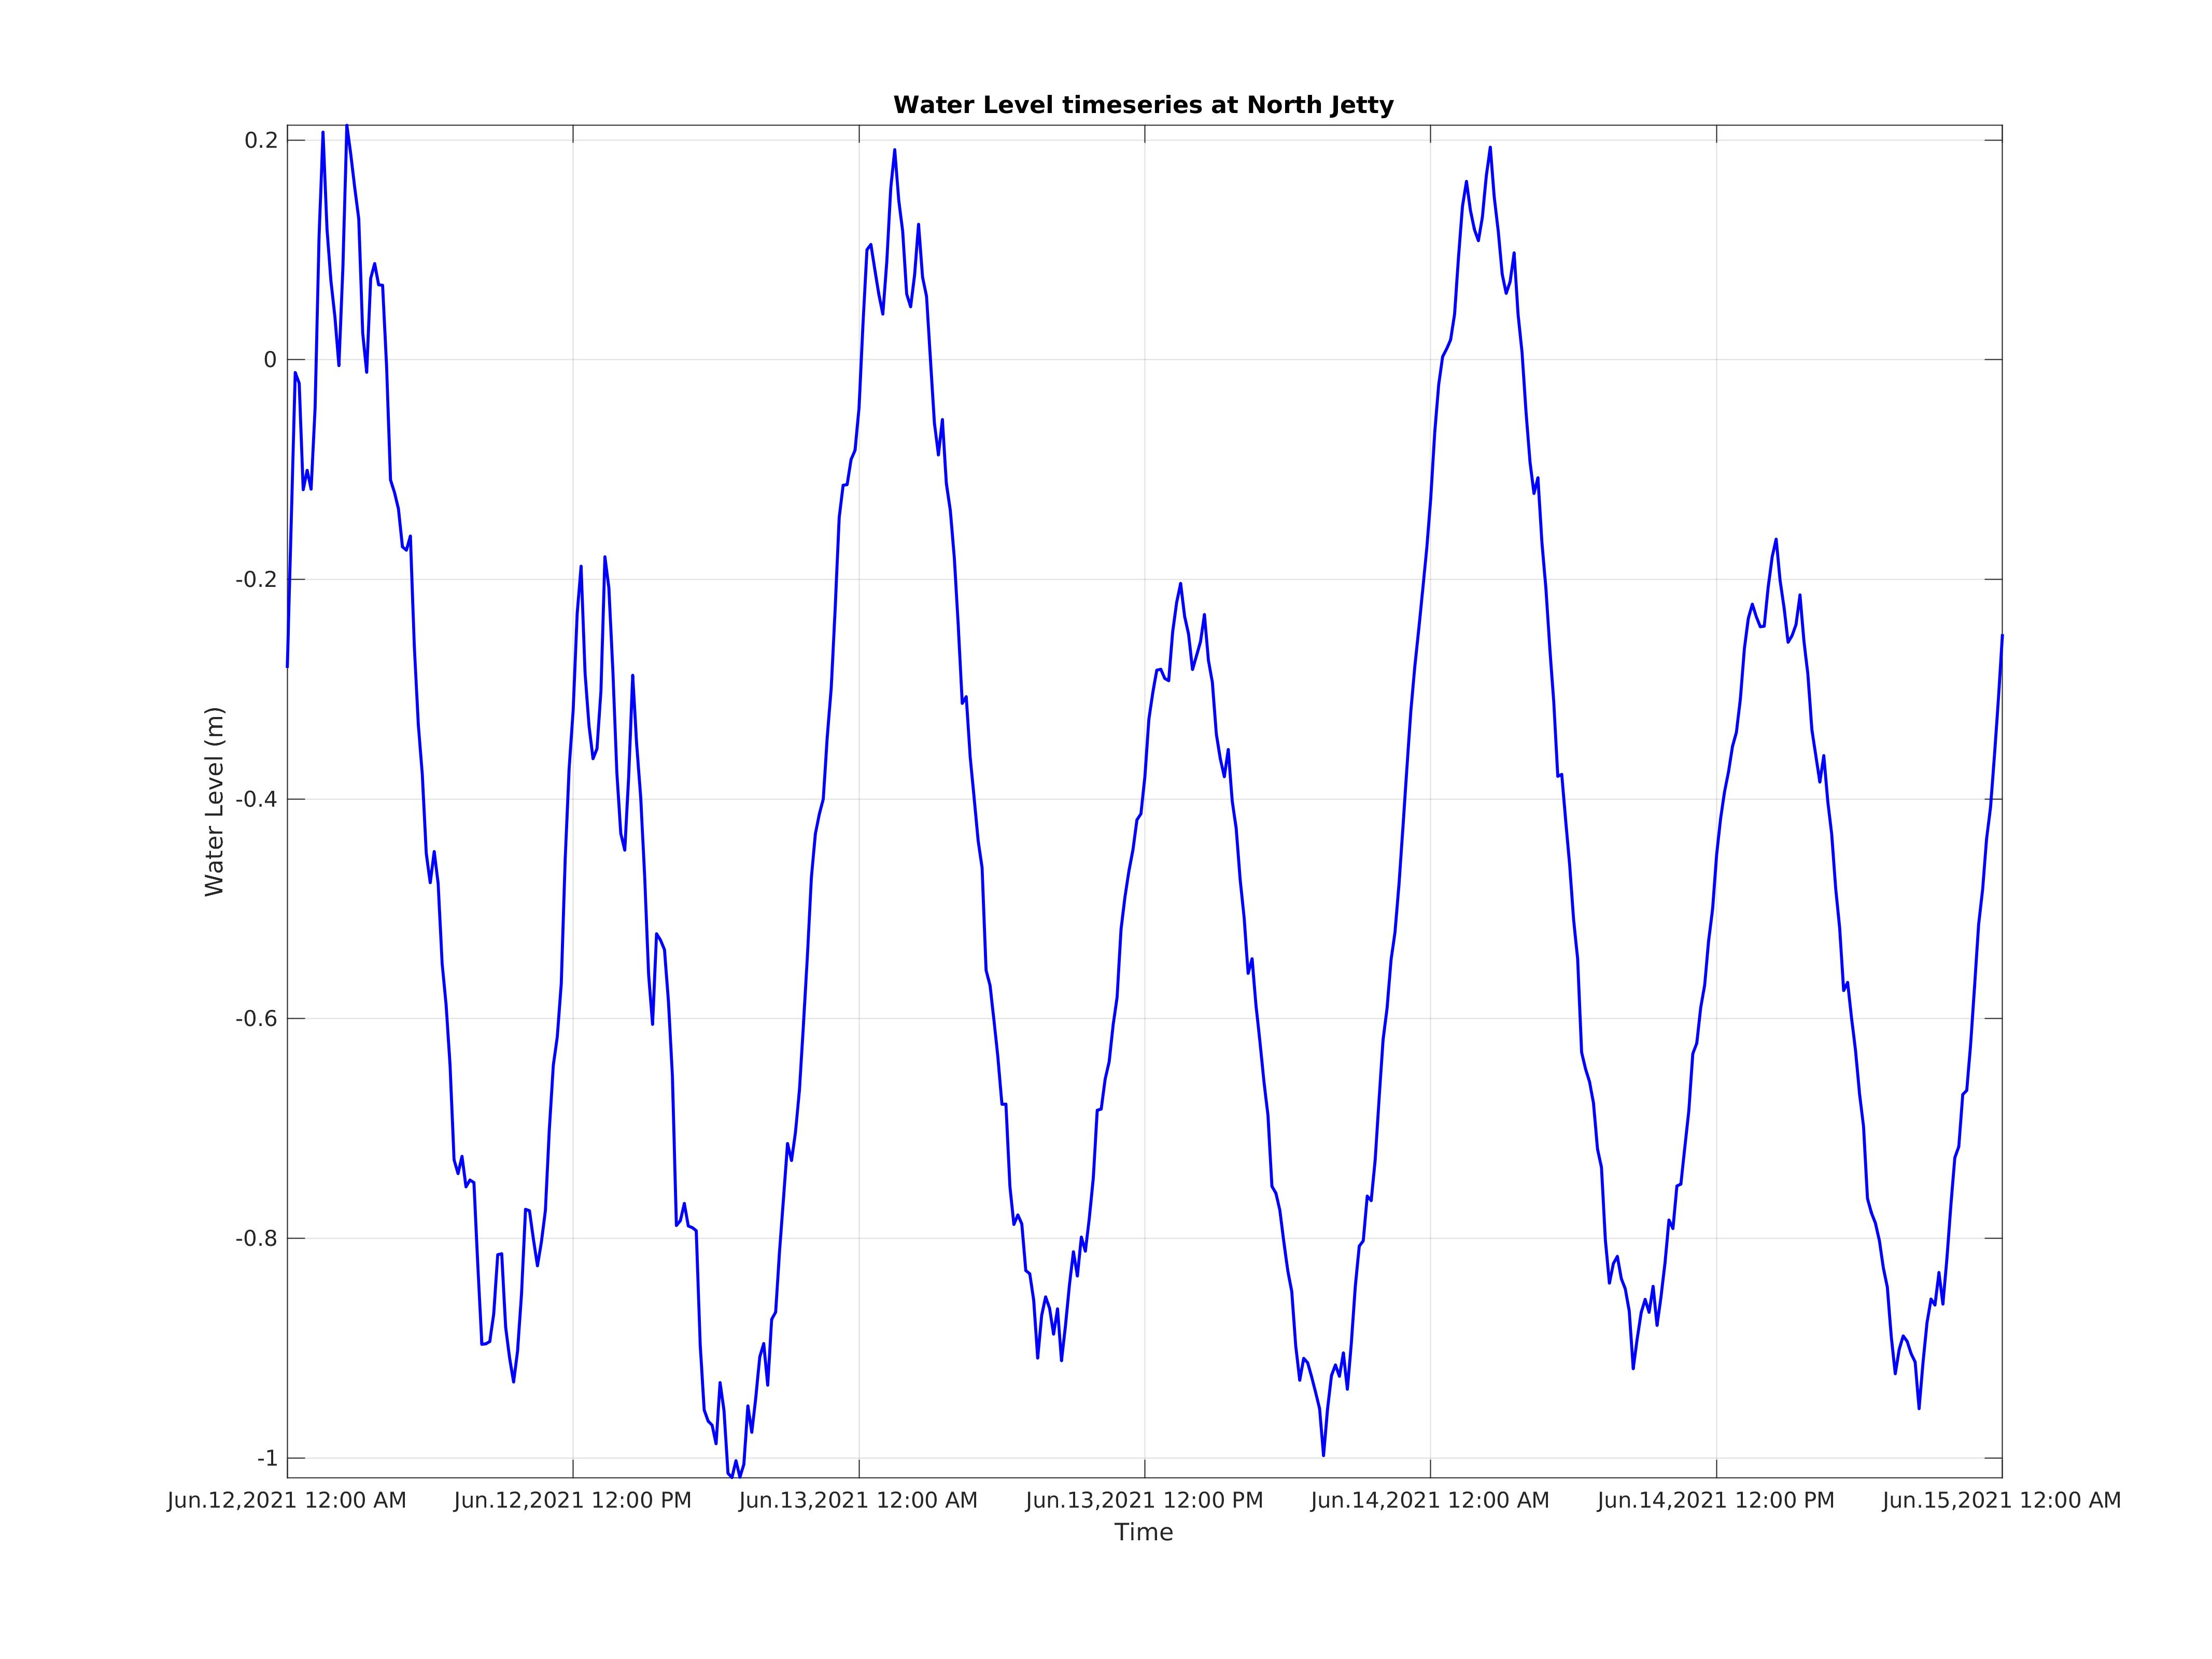 Water Level timeseries at North Jetty
0.2
0
-0.2
-0.4
-0.6
-0.8
-1
Water Level (m)
Jun.12,2021 12:00 AM
Jun.12,2021 12:00 PM
Jun.13,2021 12:00 AM
Jun.13,2021 12:00 PM
Jun.14,2021 12:00 AM
Jun.14,2021 12:00 PM
Jun.15,2021 12:00 AM
Time